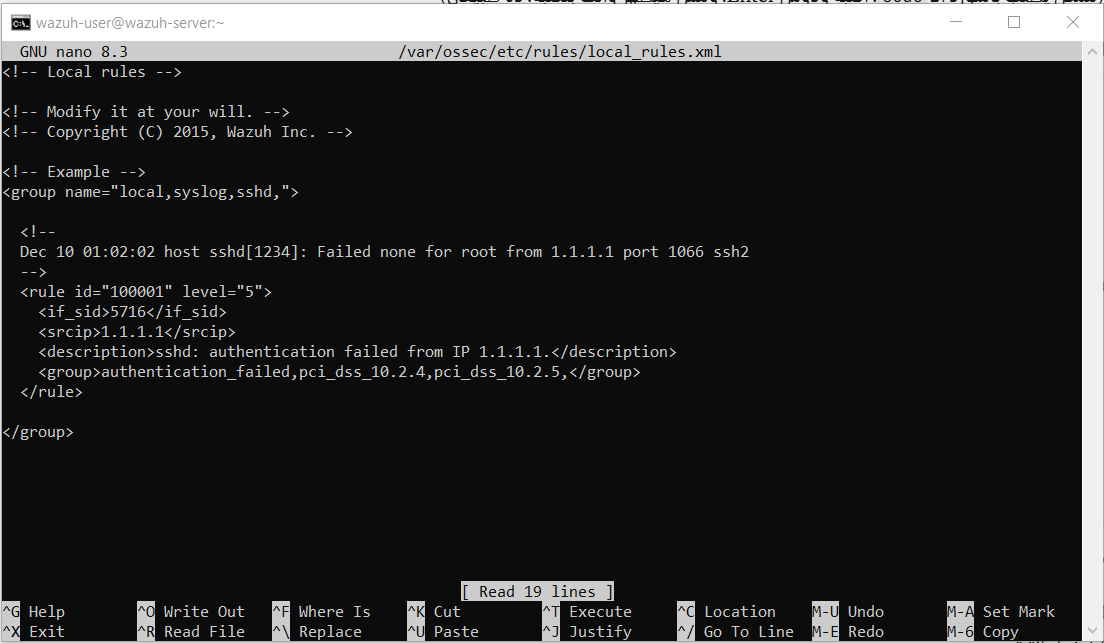 wazuh-user@wazuh-server:~
GNU nano 8.3 /var/ossec/etc/rules/local_rules.xml
<!-- Local rules -->
<!-- Modify it at your will. -->
<!-- Copyright (C) 2015, Wazuh Inc. -->
<!-- Example -->
<group name="local,syslog,sshd,">
<!--
Dec 10 01:02:02 host sshd[1234]: Failed none for root from 1.1.1.1 port 1066 ssh2
-->
<rule id="100001" level="5">
<if_sid>5716</if_sid>
<srcip>1.1.1.1</srcip>
<description>sshd: authentication failed from IP 1.1.1.1.</description>
<group>authentication_failed,pci_dss_10.2.4,pci_dss_10.2.5,</group>
</rule>
</group>
[ Read 19 lines ]
^G Help ^O Write Out ^F Where Is ^K Cut ^T Execute ^C Location M-U Undo M-A Set Mark
^X Exit ^R Read File ^\ Replace ^U Paste ^J Justify ^/ Go To Line M-E Redo M-6 Copy